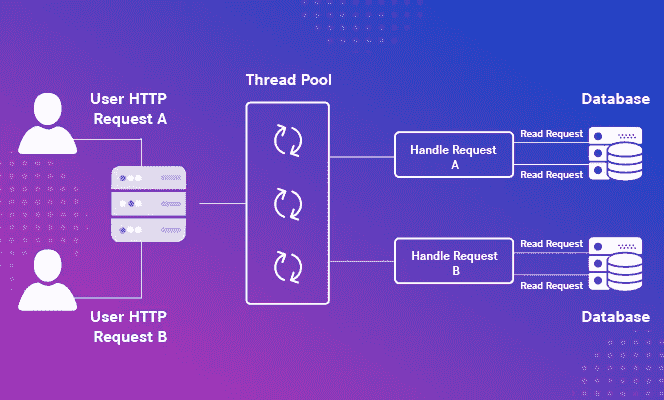 User HTTP
Request A
Thread Pool
Database
Handle Request
A
Read Request
Read Request
Handle Request
B
Read Request
Read Request
User HTTP
Request B
Database